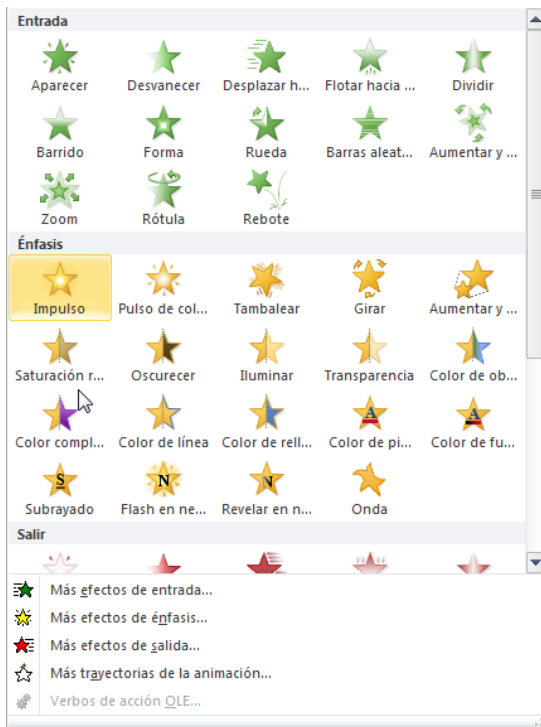 Entrada
Aparecer Desvanecer Desplazar h... Flotar hacia ... Dividir
Barrido Forma Rueda Barras aleat... Aumentar y ...
Zoom Rótula Rebote
Énfasis
Impulso Pulso de col... Tambalear Girar Aumentar y ...
Saturación r... Oscurecer Iluminar Transparencia Color de ob...
Color compl... Color de línea Color de rell... Color de pi... Color de fu...
Subrayado Flash en ne... Revelar en n... Onda
Salir
Más efectos de entrada...
Más efectos de énfasis...
Más efectos de salida...
Más trayectorias de la animación...
Verbos de acción OLE...